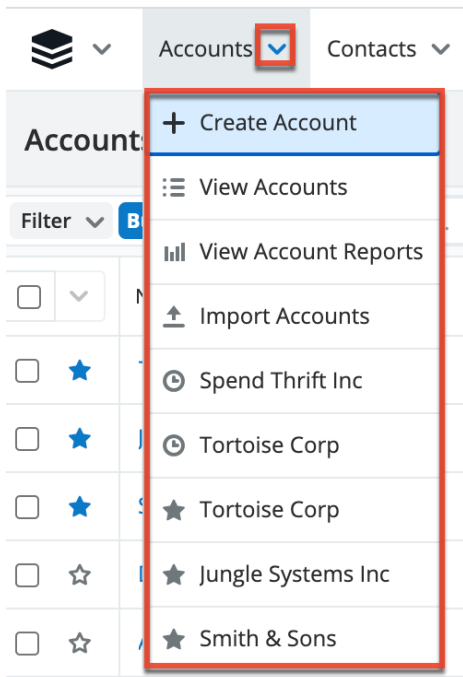 Accounts Contacts
Accounts
Create Account
View Accounts
Filter
View Account Reports
Import Accounts
Spend Thrift Inc
Tortoise Corp
Tortoise Corp
Jungle Systems Inc
Smith & Sons